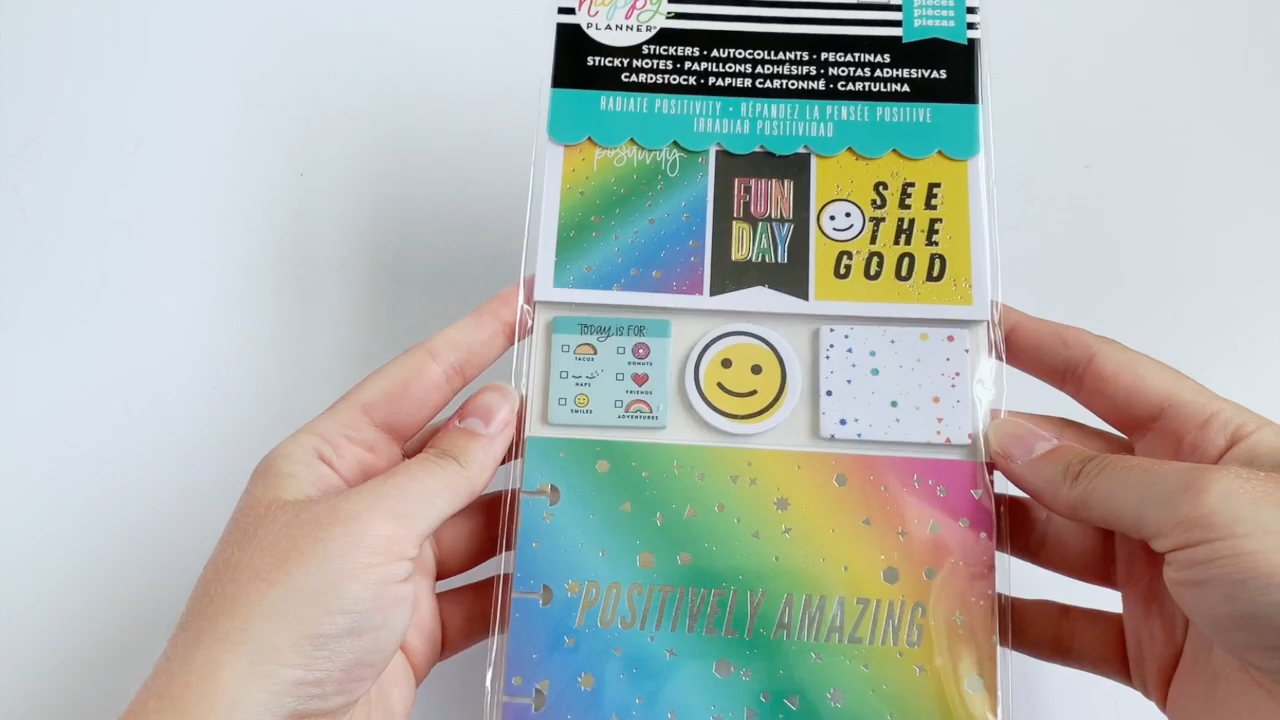 happy
PLANNER®
pieces
pièces
piezas
STICKERS • AUTOCOLLANTS • PEGATINAS
STICKY NOTES • PAPILLONS ADHÉSIFS • NOTAS ADHESIVAS
CARDSTOCK • PAPIER CARTONNÉ • CARTULINA
RADIATE POSITIVITY • RÉPANDEZ LA PENSÉE POSITIVE
IRRADIAR POSITIVIDAD
positivity
FUN
DAY
SEE
THE
GOOD
TODAY IS FOR:
TACOS
DONUTS
NAPS
FRIENDS
SMILES
ADVENTURES
*POSITIVELY AMAZING